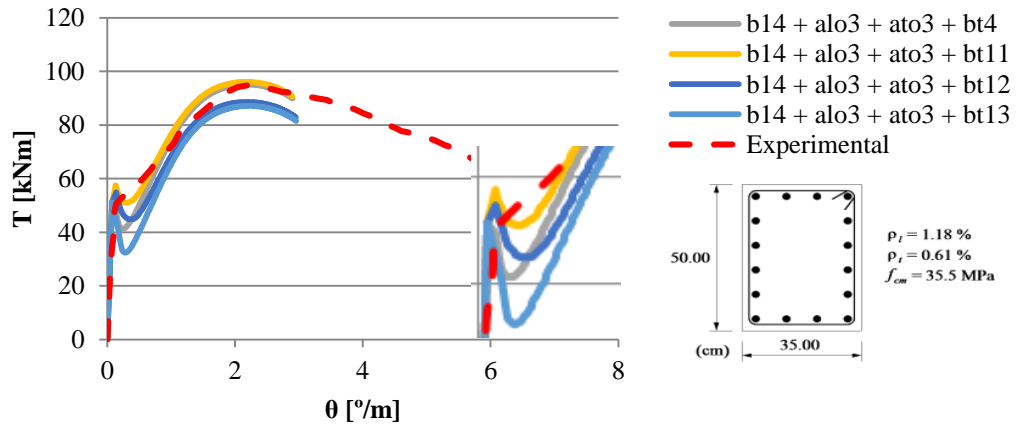 120
100
80
60
40
20
0
T [kNm]
0
2
4
6
8
θ [º/m]
b14 + alo3 + ato3 + bt4
b14 + alo3 + ato3 + bt11
b14 + alo3 + ato3 + bt12
b14 + alo3 + ato3 + bt13
Experimental
50.00
(cm)
35.00
ρl = 1.18 %
ρt = 0.61 %
fcm = 35.5 MPa